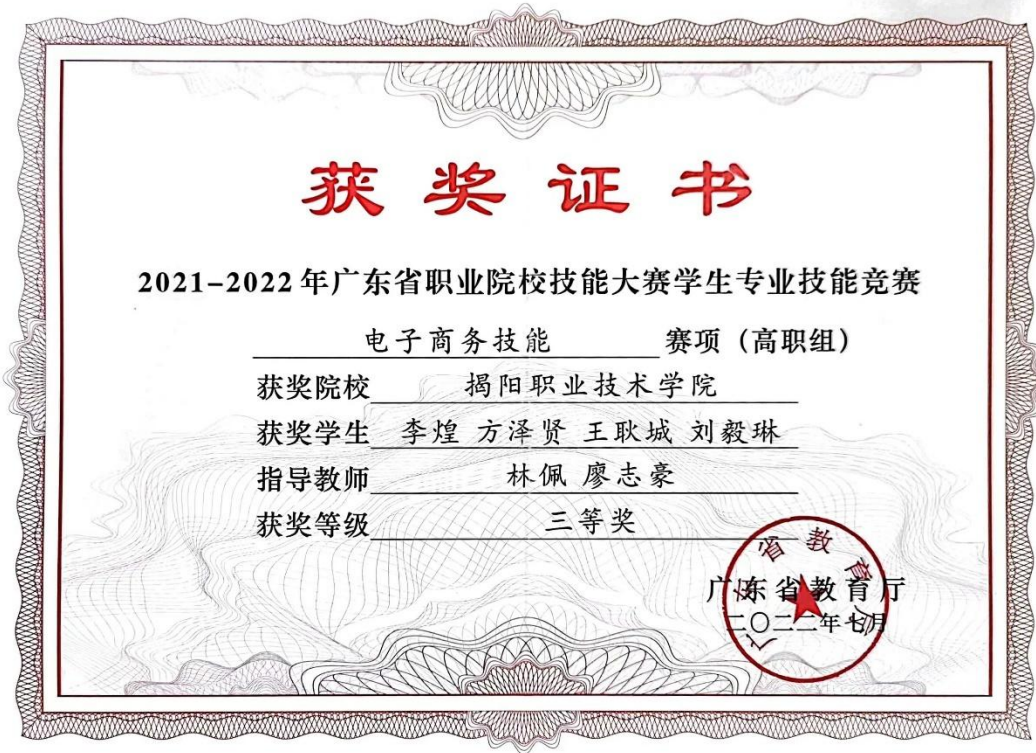 获奖证书
2021-2022年广东省职业院校技能大赛学生专业技能竞赛
电子商务技能 赛项（高职组）
获奖院校 揭阳职业技术学院
获奖学生 李煌 方泽贤 王耿城 刘毅琳
指导教师 林佩 廖志豪
获奖等级 三等奖
广东省教育厅
广东省教育厅
二〇二二年七月